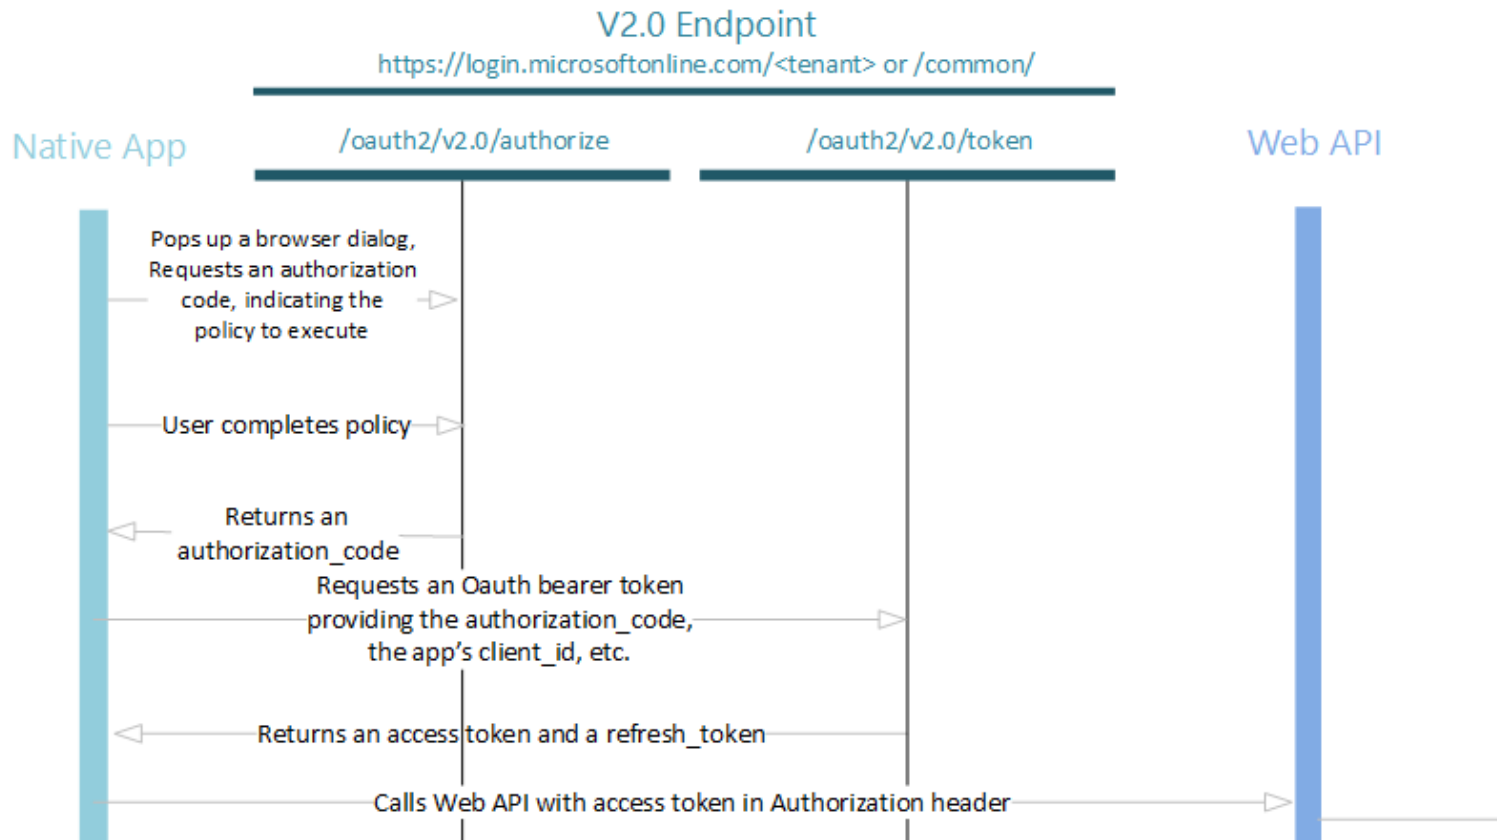 V2.0 Endpoint
https://login.microsoftonline.com/<tenant> or /common/
Native App
/oauth2/v2.0/authorize
/oauth2/v2.0/token
Web API
Pops up a browser dialog,
Requests an authorization
code, indicating the
policy to execute
User completes policy
Returns an
authorization_code
Requests an Oauth bearer token
providing the authorization_code,
the app’s client_id, etc.
Returns an access token and a refresh_token
Calls Web API with access token in Authorization header